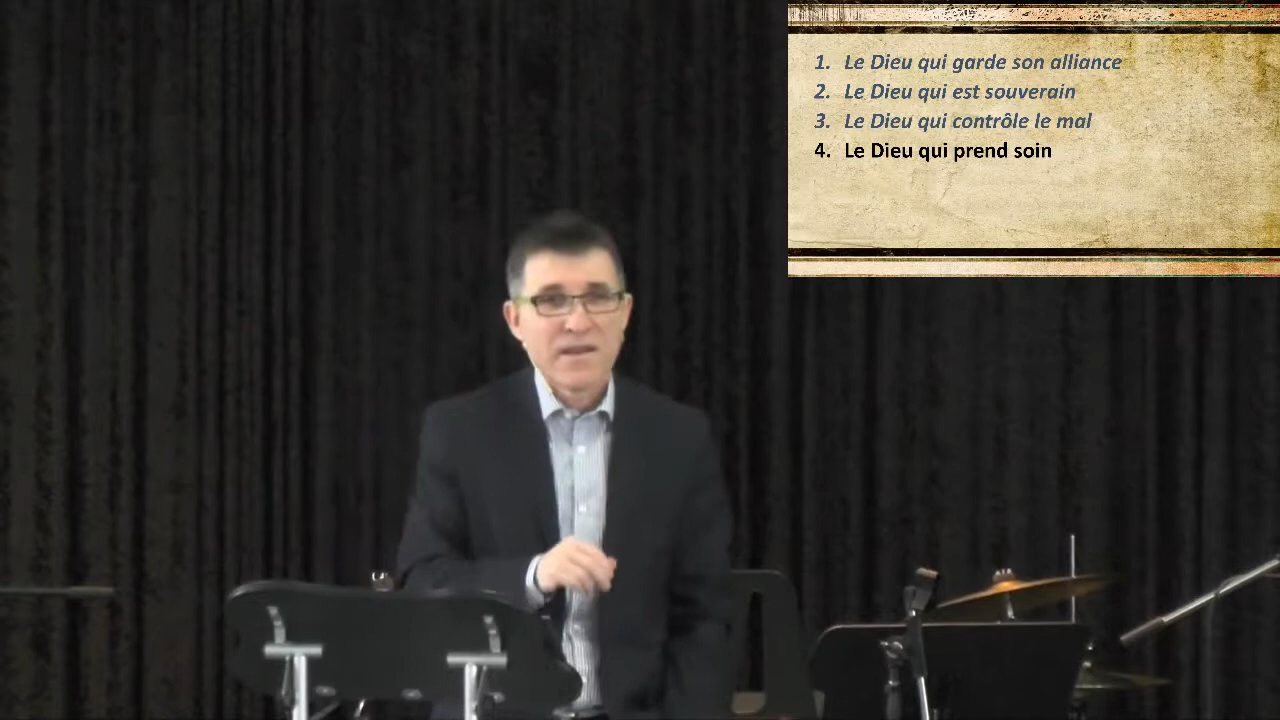 1. Le Dieu qui garde son alliance
2. Le Dieu qui est souverain
3. Le Dieu qui contrôle le mal
4. Le Dieu qui prend soin